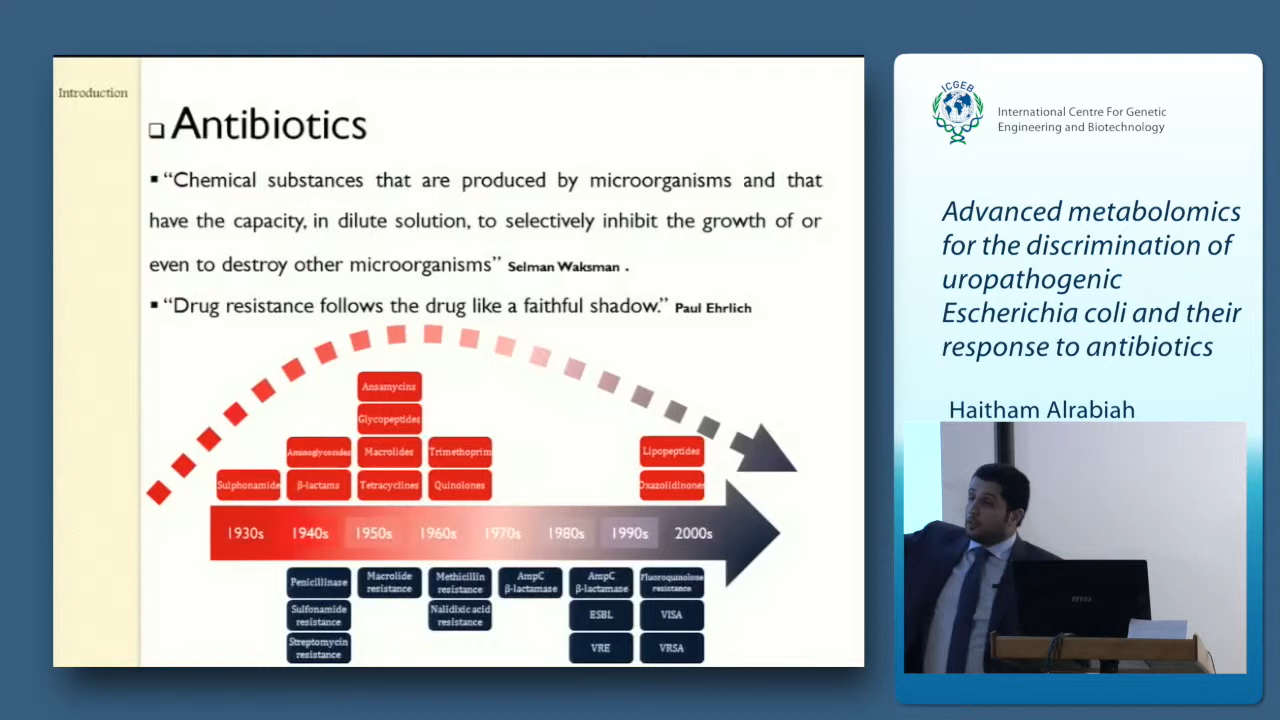 Introduction
Antibiotics
“Chemical substances that are produced by microorganisms and that
have the capacity, in dilute solution, to selectively inhibit the growth of or
even to destroy other microorganisms” Selman Waksman .
“Drug resistance follows the drug like a faithful shadow.” Paul Ehrlich
Ansamycins
Glycopeptides
Aminoglycosides Macrolides Trimethoprim Lipopeptides
Sulphonamide β-lactams Tetracyclines Quinolones Oxazolidinones
1930s 1940s 1950s 1960s 1970s 1980s 1990s 2000s
Penicillinase
Macrolide
resistance
Methicillin
resistance
AmpC
β-lactamase
AmpC
β-lactamase
Fluoroquinolone
resistance
Sulfonamide
resistance
Nalidixic acid
resistance
ESBL
VISA
Streptomycin
resistance
VRE
VRSA
ICGEB
International Centre For Genetic
Engineering and Biotechnology
Advanced metabolomics
for the discrimination of
uropathogenic
Escherichia coli and their
response to antibiotics
Haitham Alrabiah